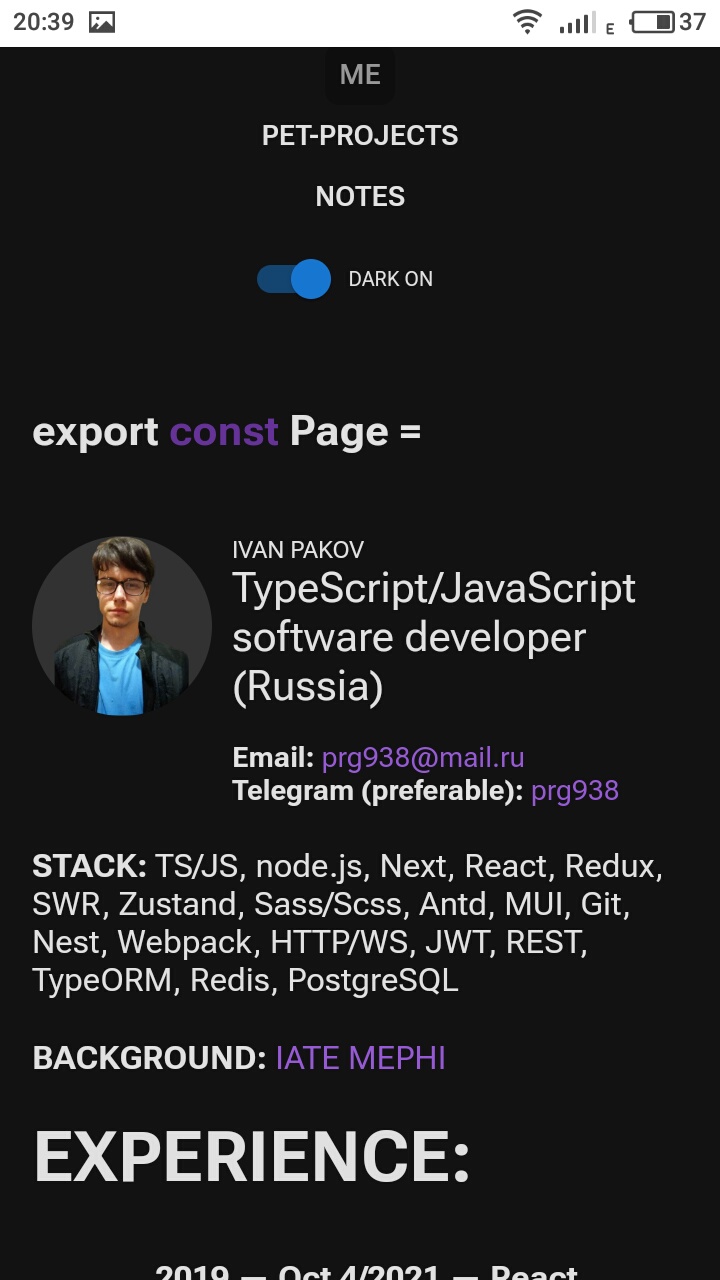 20:39 E 37
ME
PET-PROJECTS
NOTES
DARK ON
export const Page =
IVAN PAKOV
TypeScript/JavaScript
software developer
(Russia)
Email: prg938@mail.ru
Telegram (preferable): prg938
STACK: TS/JS, node.js, Next, React, Redux,
SWR, Zustand, Sass/Scss, Antd, MUI, Git,
Nest, Webpack, HTTP/WS, JWT, REST,
TypeORM, Redis, PostgreSQL
BACKGROUND: IATE MEPHI
EXPERIENCE:
2019 — Oct 4/2021 — React